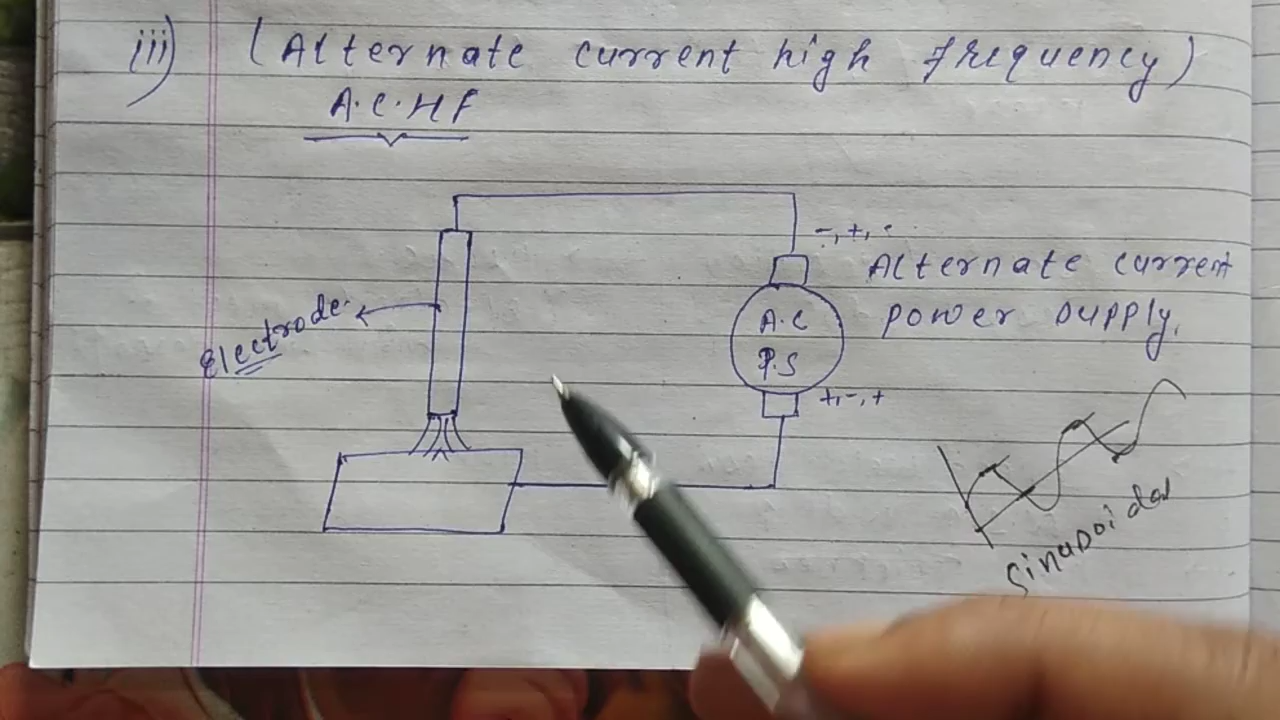 iii) (Alternate current high frequency)
A.C.HF
-, +, -
Alternate current
power supply.
Electrode.
A.C
P.S
+, -, +
Sinusoidal